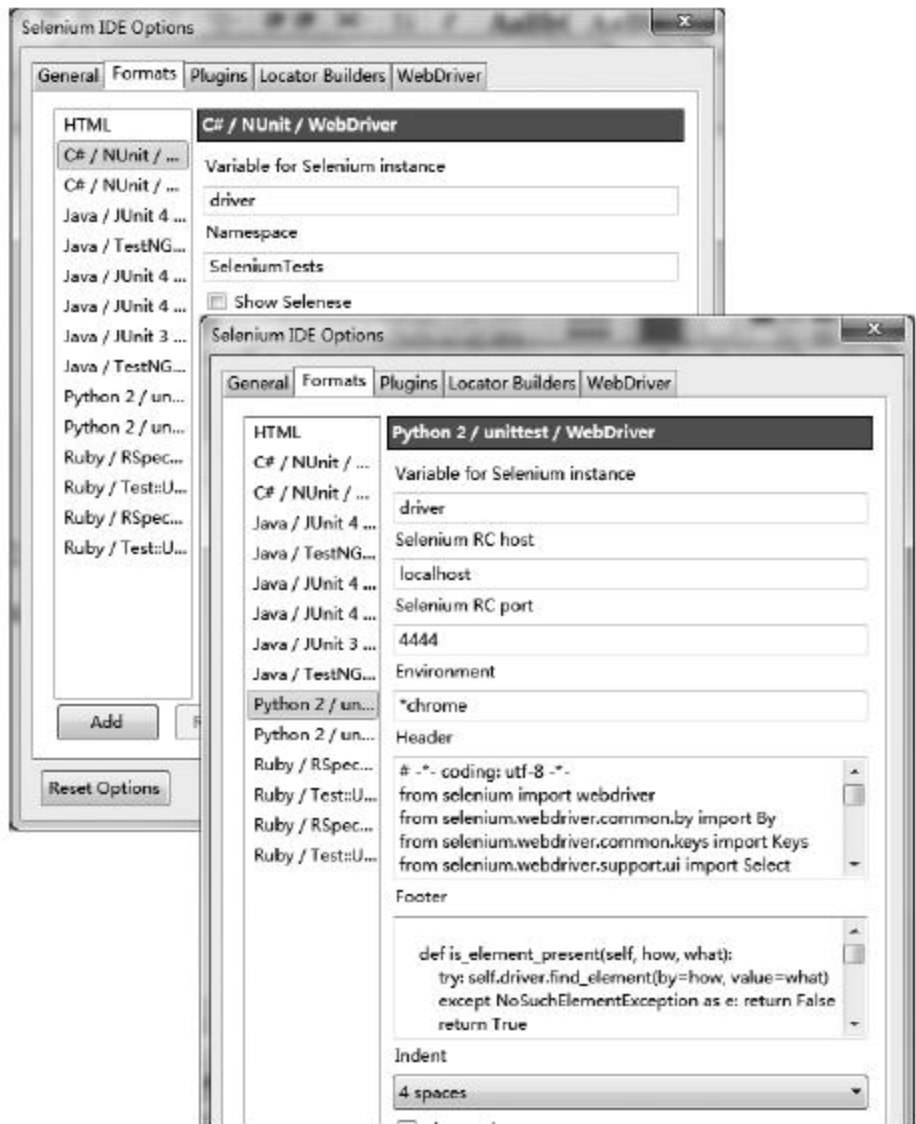 Selenium IDE Options
x
General Formats Plugins Locator Builders WebDriver
HTML
C# / NUnit / ...
C# / NUnit / ...
Java / JUnit 4 ...
Java / TestNG...
Java / JUnit 4 ...
Java / JUnit 4 ...
Java / JUnit 3 ...
Java / TestNG...
Python 2 / un...
Python 2 / un...
Ruby / RSpec...
Ruby / Test::U...
Ruby / RSpec...
Ruby / Test::U...
C# / NUnit / WebDriver
Variable for Selenium instance
driver
Namespace
SeleniumTests
Show Selenese
Add
Reset Options
Selenium IDE Options
x
General Formats Plugins Locator Builders WebDriver
HTML
C# / NUnit / ...
C# / NUnit / ...
Java / JUnit 4 ...
Java / TestNG...
Java / JUnit 4 ...
Java / JUnit 4 ...
Java / JUnit 3 ...
Java / TestNG...
Python 2 / un...
Python 2 / un...
Ruby / RSpec...
Ruby / Test::U...
Ruby / RSpec...
Ruby / Test::U...
Python 2 / unittest / WebDriver
Variable for Selenium instance
driver
Selenium RC host
localhost
Selenium RC port
4444
Environment
*chrome
Header
# -*- coding: utf-8 -*-
from selenium import webdriver
from selenium.webdriver.common.by import By
from selenium.webdriver.common.keys import Keys
from selenium.webdriver.support.ui import Select
Footer
def is_element_present(self, how, what):
try: self.driver.find_element(by=how, value=what)
except NoSuchElementException as e: return False
return True
Indent
4 spaces